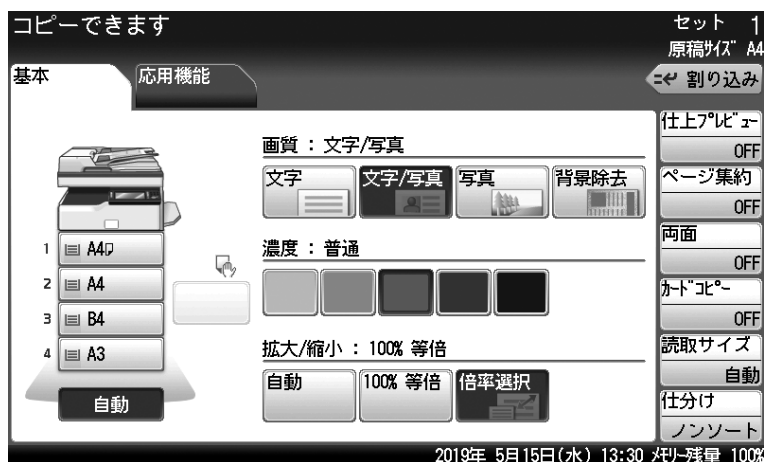 コピーできます
セット 1
原稿ｻｲｽﾞ A4
基本
応用機能
割り込み
画質：文字/写真
文字
文字/写真
写真
背景除去
濃度：普通
1 A4
2 A4
3 B4
4 A3
自動
拡大/縮小：100% 等倍
自動
100% 等倍
倍率選択
仕上ﾌﾟﾚﾋﾞｭｰ
OFF
ページ集約
OFF
両面
OFF
ｶｰﾄﾞｺﾋﾟｰ
OFF
読取サイズ
自動
仕分け
ノンソート
2019年 5月15日(水) 13:30 ﾒﾓﾘｰ残量 100%